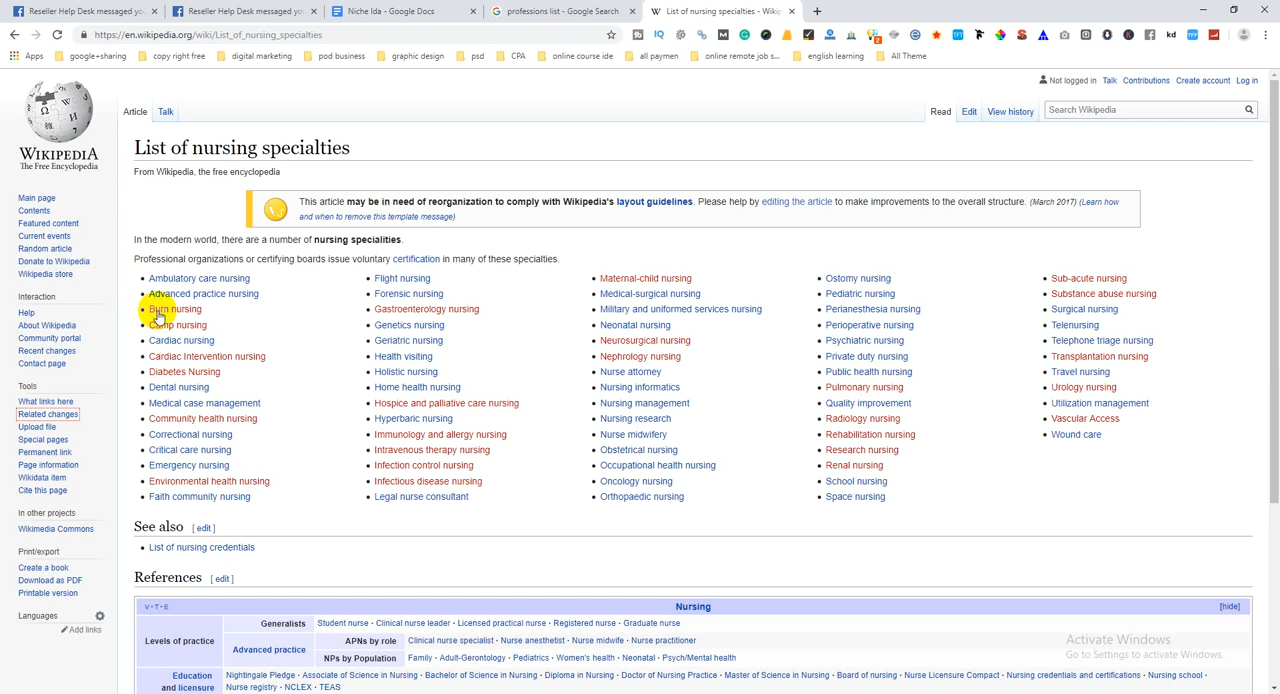 Reseller Help Desk messaged yo
Reseller Help Desk messaged yo
Niche Ida - Google Docs
professions list - Google Search
List of nursing specialties - Wikip
https://en.wikipedia.org/wiki/List_of_nursing_specialties
Apps
google+sharing
copy right free
digital marketing
pod business
graphic design
psd
CPA
online course ide
all paymen
online remote job s...
english learning
All Theme
Not logged in Talk Contributions Create account Log in
Article Talk
Read Edit View history
Search Wikipedia
WIKIPEDIA
The Free Encyclopedia
Main page
Contents
Featured content
Current events
Random article
Donate to Wikipedia
Wikipedia store
Interaction
Help
About Wikipedia
Community portal
Recent changes
Contact page
Tools
What links here
Related changes
Upload file
Special pages
Permanent link
Page information
Wikidata item
Cite this page
In other projects
Wikimedia Commons
Print/export
Create a book
Download as PDF
Printable version
Languages
Add links
List of nursing specialties
From Wikipedia, the free encyclopedia
This article may be in need of reorganization to comply with Wikipedia's layout guidelines. Please help by editing the article to make improvements to the overall structure. (March 2017) (Learn how
and when to remove this template message)
In the modern world, there are a number of nursing specialities.
Professional organizations or certifying boards issue voluntary certification in many of these specialties.
Ambulatory care nursing
Advanced practice nursing
Burn nursing
Camp nursing
Cardiac nursing
Cardiac Intervention nursing
Diabetes Nursing
Dental nursing
Medical case management
Community health nursing
Correctional nursing
Critical care nursing
Emergency nursing
Environmental health nursing
Faith community nursing
Flight nursing
Forensic nursing
Gastroenterology nursing
Genetics nursing
Geriatric nursing
Health visiting
Holistic nursing
Home health nursing
Hospice and palliative care nursing
Hyperbaric nursing
Immunology and allergy nursing
Intravenous therapy nursing
Infection control nursing
Infectious disease nursing
Legal nurse consultant
Maternal-child nursing
Medical-surgical nursing
Military and uniformed services nursing
Neonatal nursing
Neurosurgical nursing
Nephrology nursing
Nurse attorney
Nursing informatics
Nursing management
Nursing research
Nurse midwifery
Obstetrical nursing
Occupational health nursing
Oncology nursing
Orthopaedic nursing
Ostomy nursing
Pediatric nursing
Perianesthesia nursing
Perioperative nursing
Psychiatric nursing
Private duty nursing
Public health nursing
Pulmonary nursing
Quality improvement
Radiology nursing
Rehabilitation nursing
Research nursing
Renal nursing
School nursing
Space nursing
Sub-acute nursing
Substance abuse nursing
Surgical nursing
Telenursing
Telephone triage nursing
Transplantation nursing
Travel nursing
Urology nursing
Utilization management
Vascular Access
Wound care
See also [ edit ]
List of nursing credentials
References [ edit ]
V · T · E Nursing [hide]
Levels of practice
Generalists Student nurse · Clinical nurse leader · Licensed practical nurse · Registered nurse · Graduate nurse
Advanced practice
APNs by role Clinical nurse specialist · Nurse anesthetist · Nurse midwife · Nurse practitioner
NPs by Population Family · Adult-Gerontology · Pediatrics · Women's health · Neonatal · Psych/Mental health
Education
and licensure
Nightingale Pledge · Associate of Science in Nursing · Bachelor of Science in Nursing · Diploma in Nursing · Doctor of Nursing Practice · Master of Science in Nursing · Board of nursing · Nurse Licensure Compact · Nursing credentials and certifications · Nursing school ·
Nurse registry · NCLEX · TEAS
Activate Windows
Go to Settings to activate Windows.